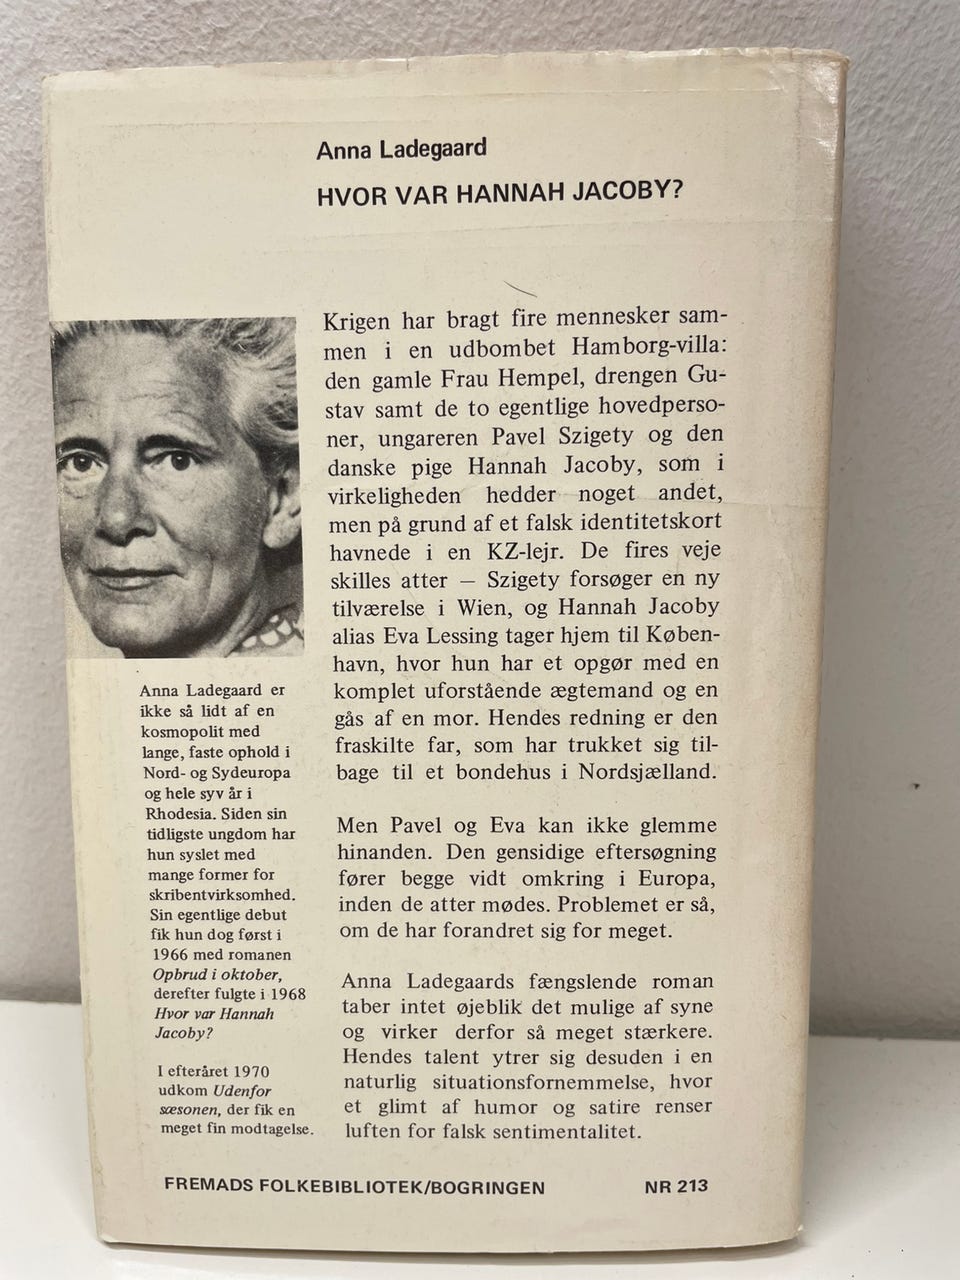 Anna Ladegaard
HVOR VAR HANNAH JACOBY?
Krigen har bragt fire mennesker sam-
men i en udbombet Hamborg-villa:
den gamle Frau Hempel, drengen Gu-
stav samt de to egentlige hovedperso-
ner, ungareren Pavel Szigety og den
danske pige Hannah Jacoby, som i
virkeligheden hedder noget andet,
men på grund af et falsk identitetskort
havnede i en KZ-lejr. De fires veje
skilles atter — Szigety forsøger en ny
tilværelse i Wien, og Hannah Jacoby
alias Eva Lessing tager hjem til Køben-
havn, hvor hun har et opgør med en
komplet uforstående ægtemand og en
gås af en mor. Hendes redning er den
fraskilte far, som har trukket sig til-
bage til et bondehus i Nordsjælland.
Men Pavel og Eva kan ikke glemme
hinanden. Den gensidige eftersøgning
fører begge vidt omkring i Europa,
inden de atter mødes. Problemet er så,
om de har forandret sig for meget.
Anna Ladegaards fængslende roman
taber intet øjeblik det mulige af syne
og virker derfor så meget stærkere.
Hendes talent ytrer sig desuden i en
naturlig situationsfornemmelse, hvor
et glimt af humor og satire renser
luften for falsk sentimentalitet.
Anna Ladegaard er
ikke så lidt af en
kosmopolit med
lange, faste ophold i
Nord- og Sydeuropa
og hele syv år i
Rhodesia. Siden sin
tidligste ungdom har
hun syslet med
mange former for
skribentvirksomhed.
Sin egentlige debut
fik hun dog først i
1966 med romanen
Opbrud i oktober,
derefter fulgte i 1968
Hvor var Hannah
Jacoby?
I efteråret 1970
udkom Udenfor
sæsonen, der fik en
meget fin modtagelse.
FREMADS FOLKEBIBLIOTEK/BOGRINGEN NR 213